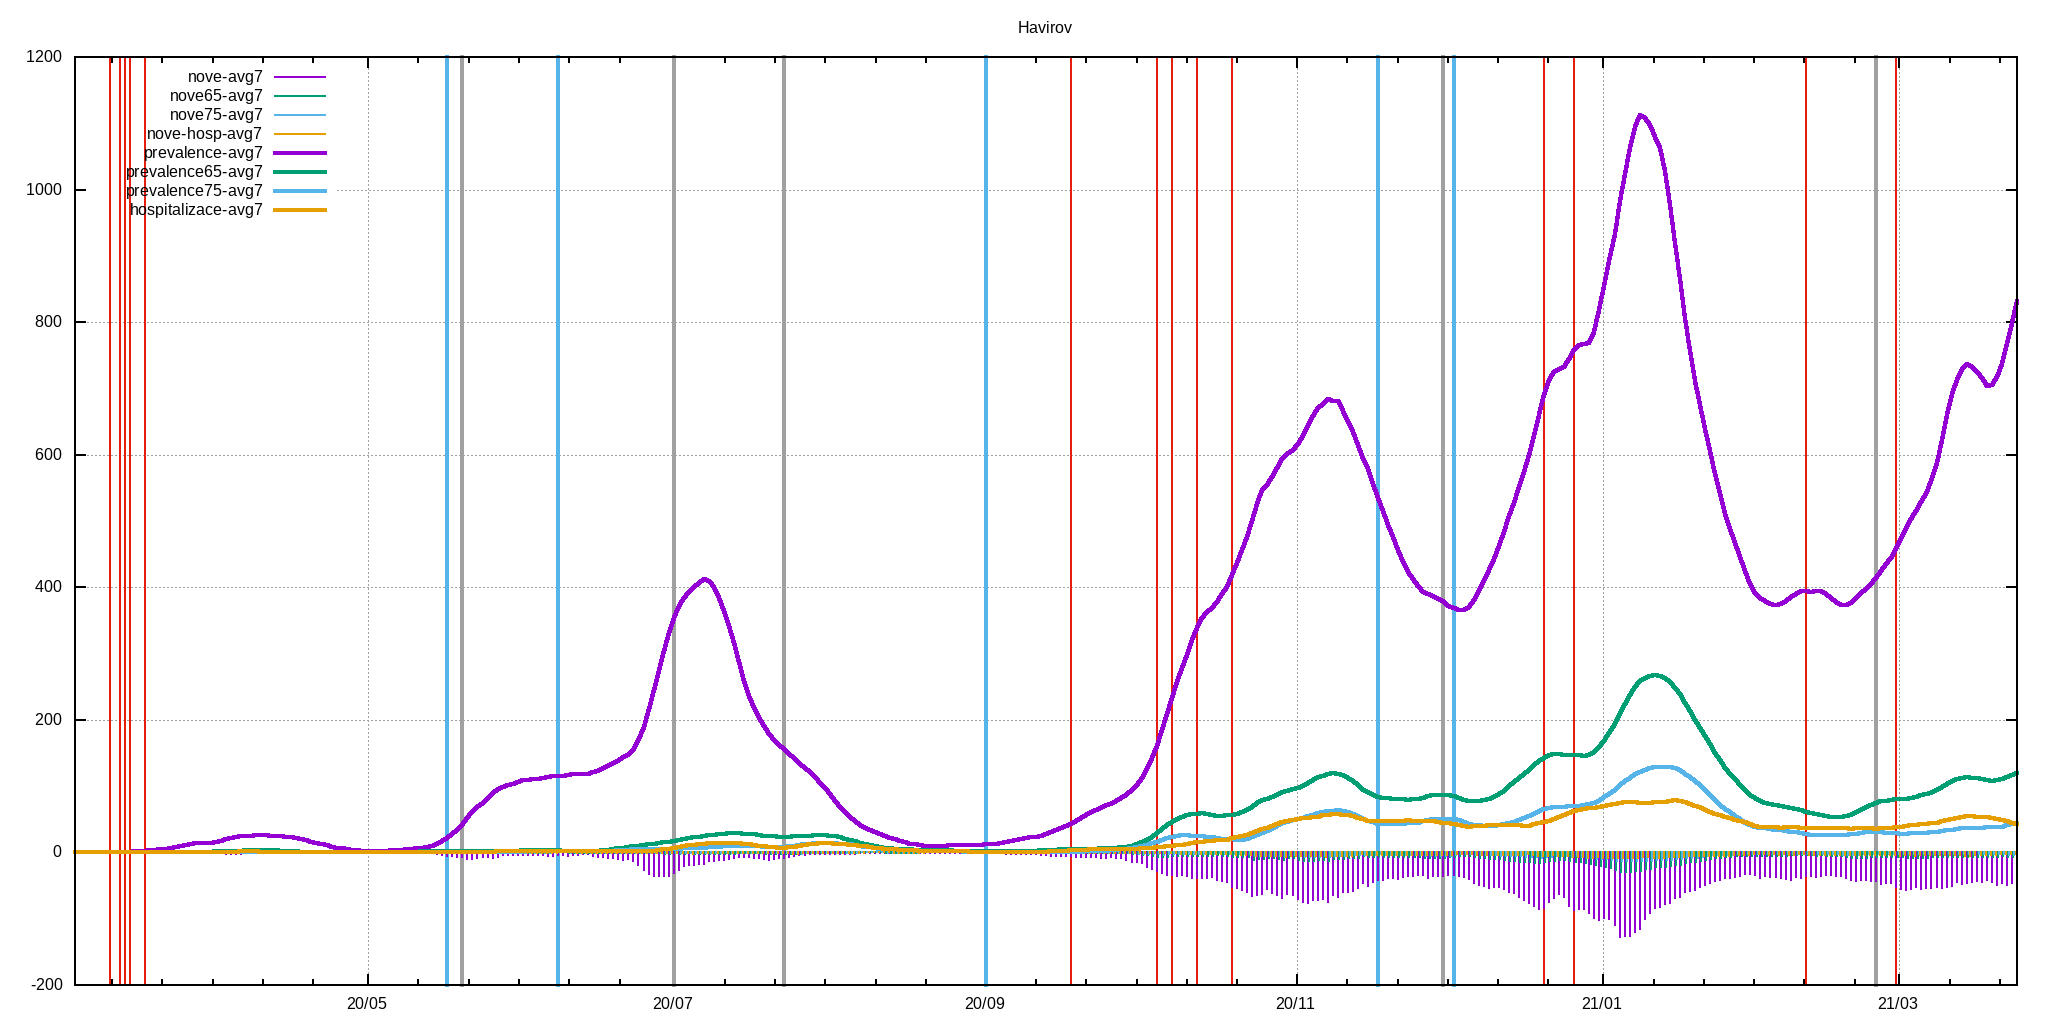 Havirov
1200
1000
800
600
400
200
0
-200
nove-avg7
nove65-avg7
nove75-avg7
nove-hosp-avg7
prevalence-avg7
prevalence65-avg7
prevalence75-avg7
hospitalizace-avg7
20/05
20/07
20/09
20/11
21/01
21/03